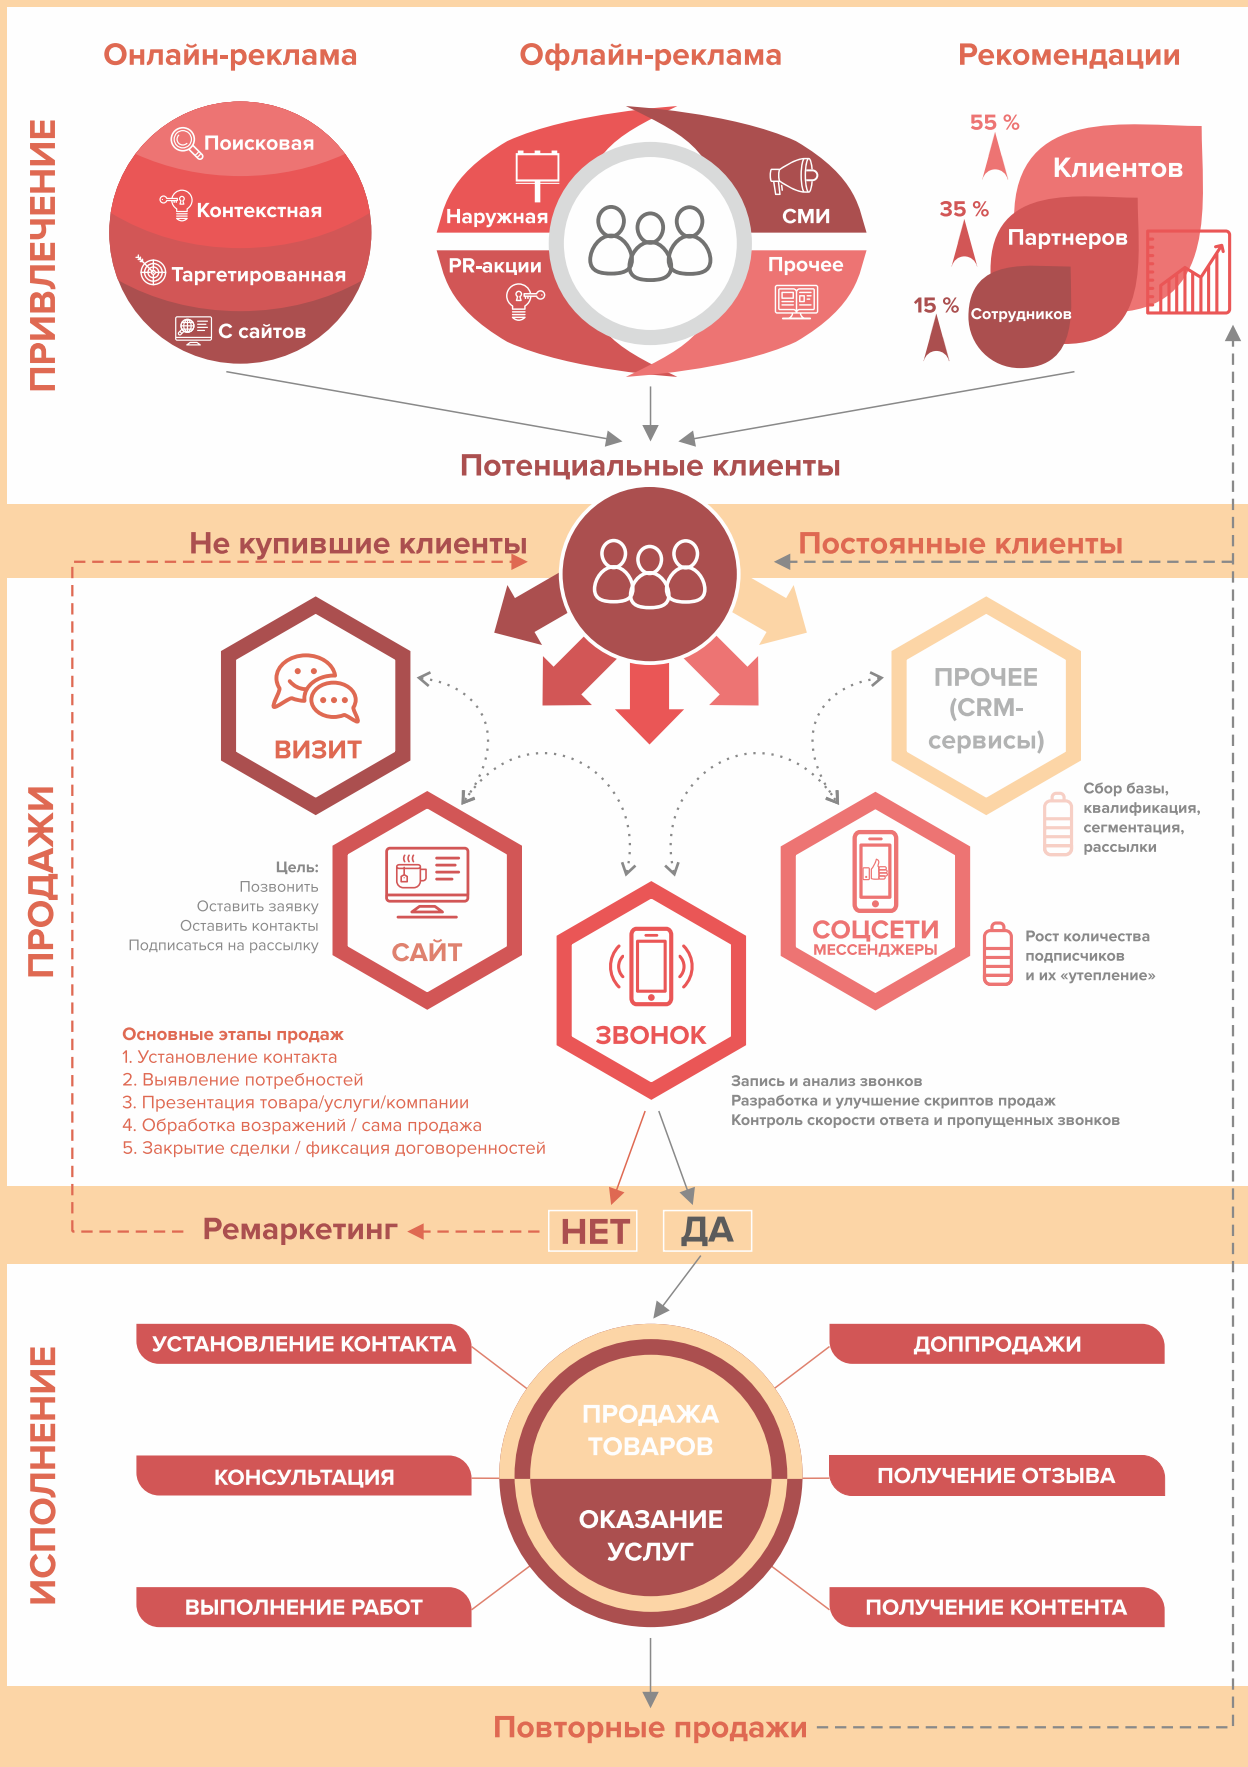 Онлайн-реклама
Офлайн-реклама
Рекомендации
ПРИВЛЕЧЕНИЕ
Поисковая
Контекстная
Таргетированная
С сайтов
Наружная
СМИ
PR-акции
Прочее
55 %
Клиентов
35 %
Партнеров
15 %
Сотрудников
Потенциальные клиенты
Не купившие клиенты
Постоянные клиенты
ПРОДАЖИ
ВИЗИТ
ПРОЧЕЕ
(CRM-
сервисы)
Сбор базы,
квалификация,
сегментация,
рассылки
Цель:
Позвонить
Оставить заявку
Оставить контакты
Подписаться на рассылку
САЙТ
СОЦСЕТИ
МЕССЕНДЖЕРЫ
Рост количества
подписчиков
и их «утепление»
ЗВОНОК
Основные этапы продаж
1. Установление контакта
2. Выявление потребностей
3. Презентация товара/услуги/компании
4. Обработка возражений / сама продажа
5. Закрытие сделки / фиксация договоренностей
Запись и анализ звонков
Разработка и улучшение скриптов продаж
Контроль скорости ответа и пропущенных звонков
Ремаркетинг
НЕТ
ДА
ИСПОЛНЕНИЕ
УСТАНОВЛЕНИЕ КОНТАКТА
КОНСУЛЬТАЦИЯ
ВЫПОЛНЕНИЕ РАБОТ
ПРОДАЖА
ТОВАРОВ
ОКАЗАНИЕ
УСЛУГ
ДОППРОДАЖИ
ПОЛУЧЕНИЕ ОТЗЫВА
ПОЛУЧЕНИЕ КОНТЕНТА
Повторные продажи